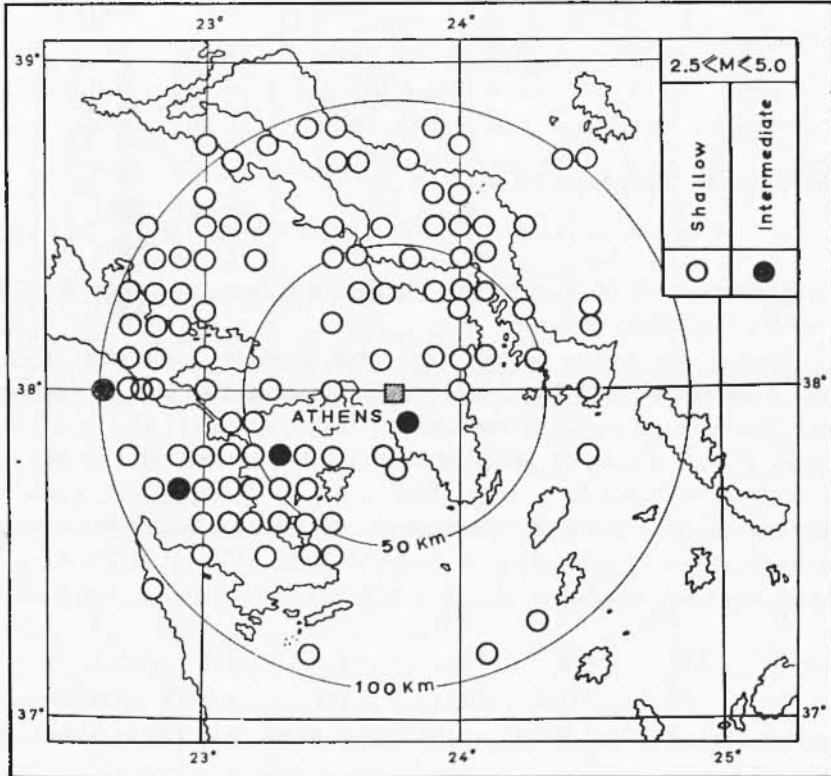 23°
24°
39°
2.5≪M≪5.0
Shallow
Intermediate
38°
38°
ATHENS
50 Km
100 Km
37°
37°
23°
24°
25°